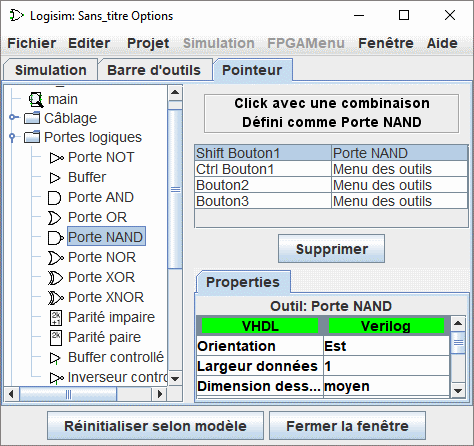 Logisim: Sans_titre Options
Fichier Editer Projet Simulation FPGAMenu Fenêtre Aide
Simulation Barre d'outils Pointeur
main
Câblage
Portes logiques
Porte NOT
Buffer
Porte AND
Porte OR
Porte NAND
Porte NOR
Porte XOR
Porte XNOR
Parité impaire
Parité paire
Buffer contrôlé
Inverseur contrô
Click avec une combinaison
Défini comme Porte NAND
Shift Bouton1 Porte NAND
Ctrl Bouton1 Menu des outils
Bouton2 Menu des outils
Bouton3 Menu des outils
Supprimer
Properties
Outil: Porte NAND
VHDL Verilog
Orientation Est
Largeur données 1
Dimension dess... moyen
Réinitialiser selon modèle Fermer la fenêtre